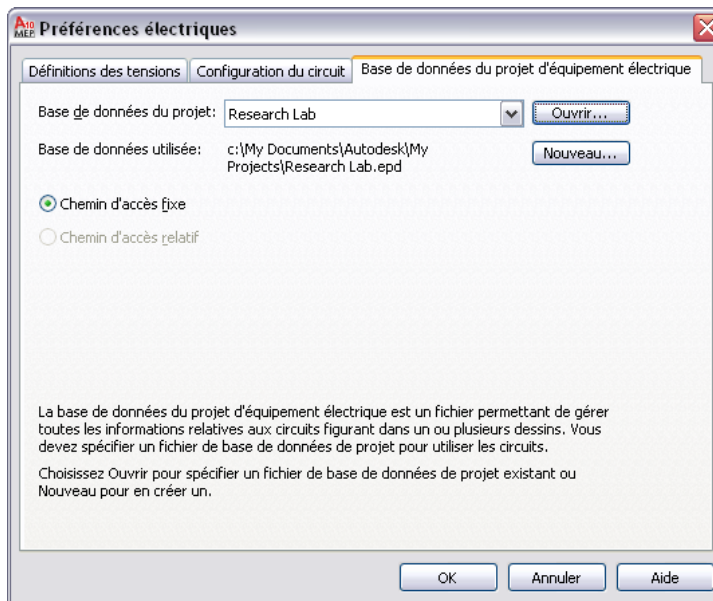 A10
MEP
Préférences électriques
Définitions des tensions
Configuration du circuit
Base de données du projet d'équipement électrique
Base de données du projet:
Research Lab
Ouvrir...
Base de données utilisée:
c:\My Documents\Autodesk\My
Projects\Research Lab.epd
Nouveau...
Chemin d'accès fixe
Chemin d'accès relatif
La base de données du projet d'équipement électrique est un fichier permettant de gérer
toutes les informations relatives aux circuits figurant dans un ou plusieurs dessins. Vous
devez spécifier un fichier de base de données de projet pour utiliser les circuits.
Choisissez Ouvrir pour spécifier un fichier de base de données de projet existant ou
Nouveau pour en créer un.
OK
Annuler
Aide